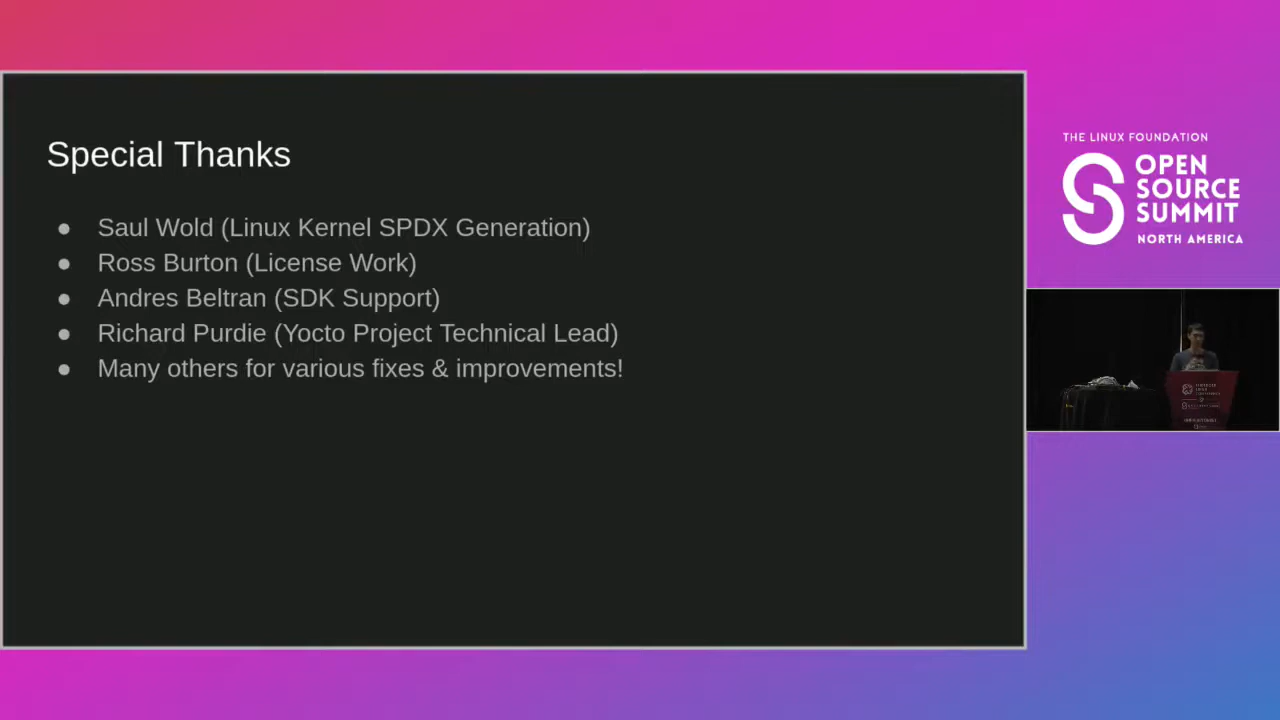 Special Thanks
● Saul Wold (Linux Kernel SPDX Generation)
● Ross Burton (License Work)
● Andres Beltran (SDK Support)
● Richard Purdie (Yocto Project Technical Lead)
● Many others for various fixes & improvements!
THE LINUX FOUNDATION
OPEN
SOURCE
SUMMIT
NORTH AMERICA